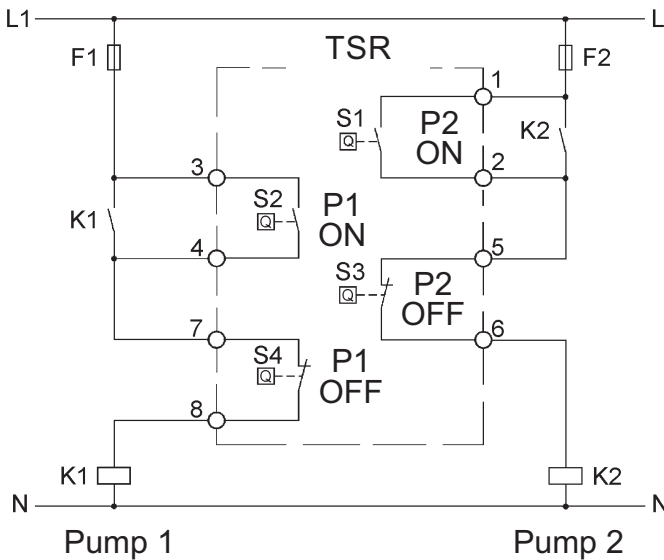 L1
L
F1
TSR
F2
1
S1
Q
P2
ON
K2
3
2
K1
S2
Q
P1
ON
4
5
S3
Q
P2
OFF
7
6
S4
Q
P1
OFF
8
K1
K2
N
N
Pump 1
Pump 2